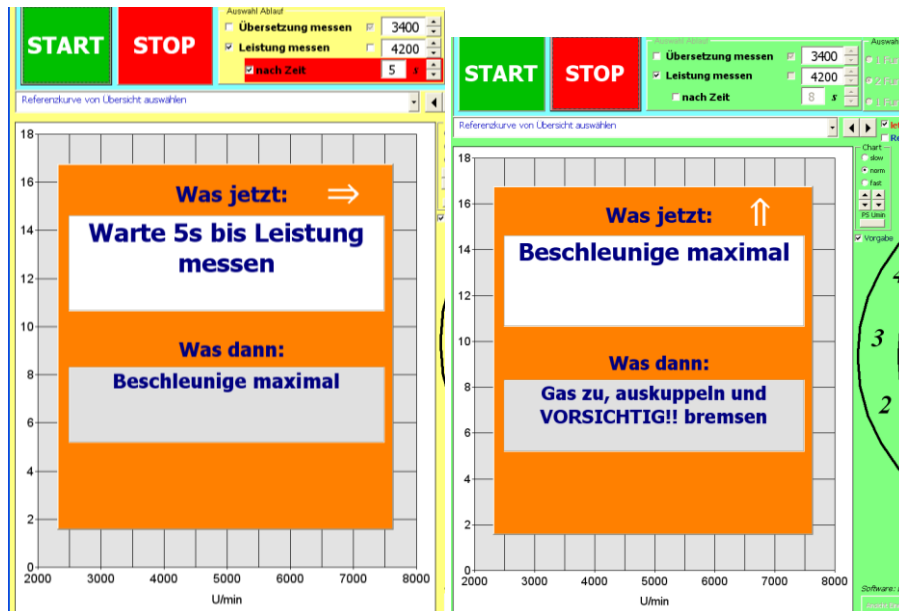 Auswahl Ablauf
START
STOP
Übersetzung messen
3400
Leistung messen
4200
nach Zeit
5
s
Referenzkurve von Übersicht auswählen
18
16
14
12
10
8
6
4
2
0
Was jetzt:
⇒
Warte 5s bis Leistung
messen
Was dann:
Beschleunige maximal
2000 3000 4000 5000 6000 7000 8000
U/min
START
STOP
Auswahl Ablauf
Übersetzung messen
3400
Leistung messen
4200
nach Zeit
8
s
Referenzkurve von Übersicht auswählen
Chart
slow
norm
fast
PS Umin
Vorgabe
18
16
14
12
10
8
6
4
2
0
Was jetzt:
⇑
Beschleunige maximal
Was dann:
Gas zu, auskuppeln und
VORSICHTIG!! bremsen
2000 3000 4000 5000 6000 7000 8000
U/min
4
3
2
Software: